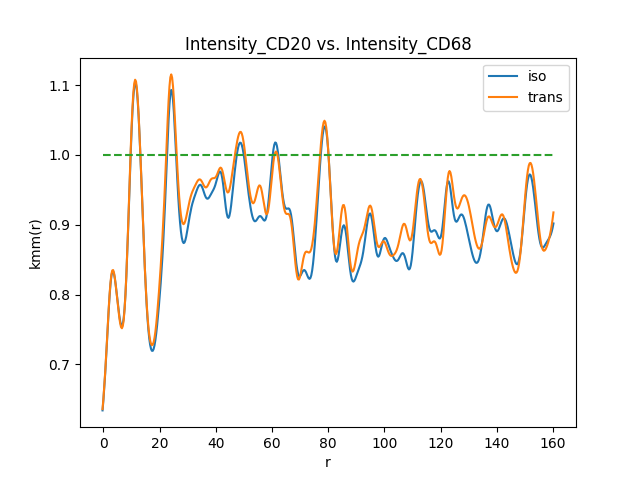 Intensity_CD20 vs. Intensity_CD68
iso
trans
1.1
1.0
0.9
0.8
0.7
kmm(r)
0 20 40 60 80 100 120 140 160
r